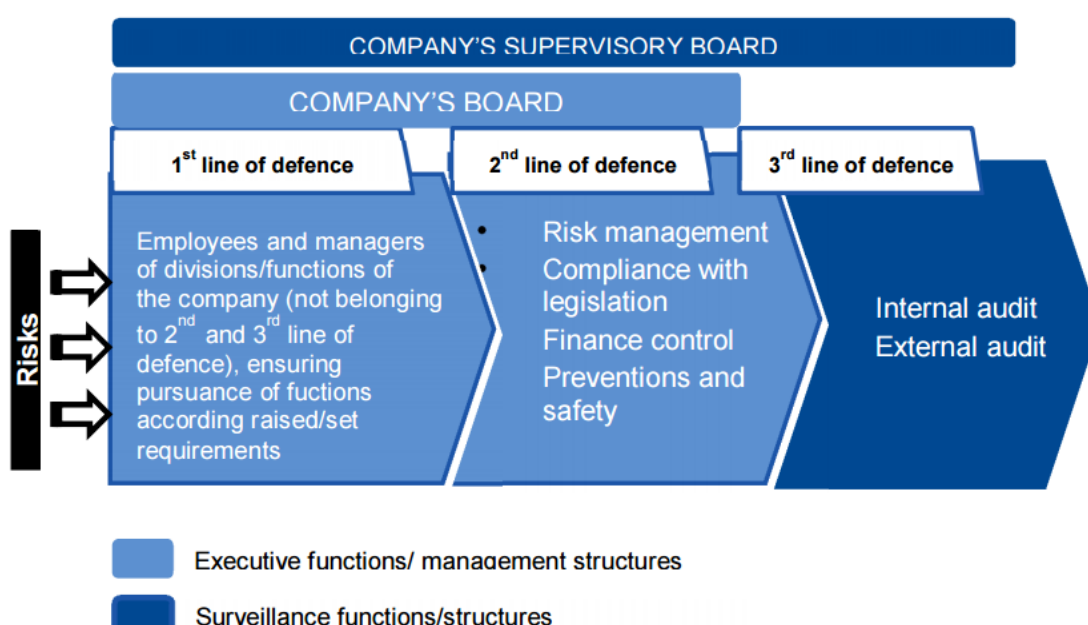 COMPANY'S SUPERVISORY BOARD
COMPANY'S BOARD
1st line of defence
2nd line of defence
3rd line of defence
Risks
Employees and managers
of divisions/functions of
the company (not belonging
to 2nd and 3rd line of
defence), ensuring
pursuance of fuctions
according raised/set
requirements
• Risk management
• Compliance with
legislation
Finance control
Preventions and
safety
Internal audit
External audit
Executive functions/ management structures
Surveillance functions/structures